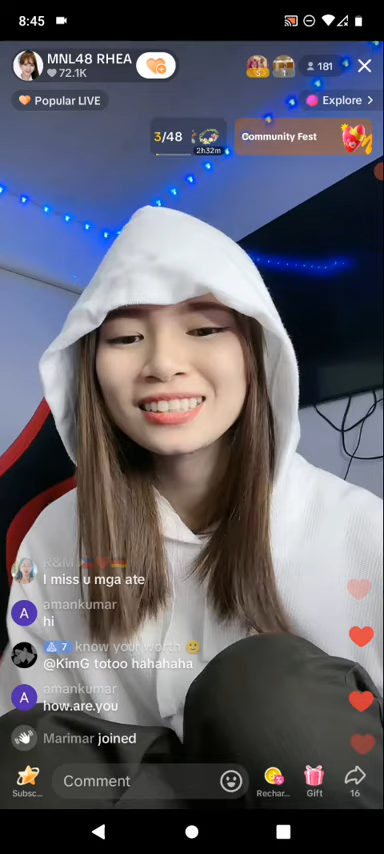 8:45
MNL48 RHEA
72.1K
5
1
181
Popular LIVE
Explore >
3/48
2h32m
Community Fest
R&M
I miss u mga ate
A
amankumar
hi
7 know your worth
@KimG totoo hahahaha
A
amankumar
how.are.you
Marimar joined
Subsc...
Comment
Rechar...
Gift
16